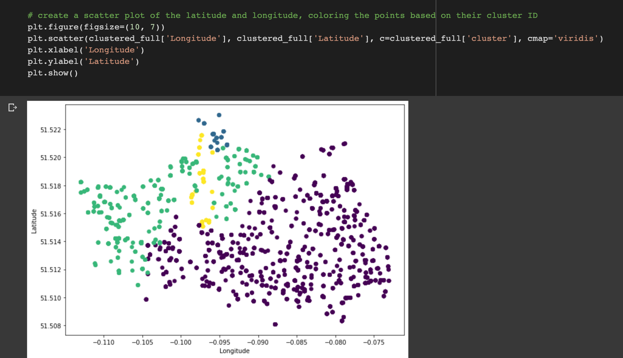 # create a scatter plot of the latitude and longitude, coloring the points based on their cluster ID
plt.figure(figsize=(10, 7))
plt.scatter(clustered_full['Longitude'], clustered_full['Latitude'], c=clustered_full['cluster'], cmap='viridis')
plt.xlabel('Longitude')
plt.ylabel('Latitude')
plt.show()
51.522
51.520
51.518
51.516
51.514
51.512
51.510
51.508
Latitude
−0.110 −0.105 −0.100 −0.095 −0.090 −0.085 −0.080 −0.075
Longitude